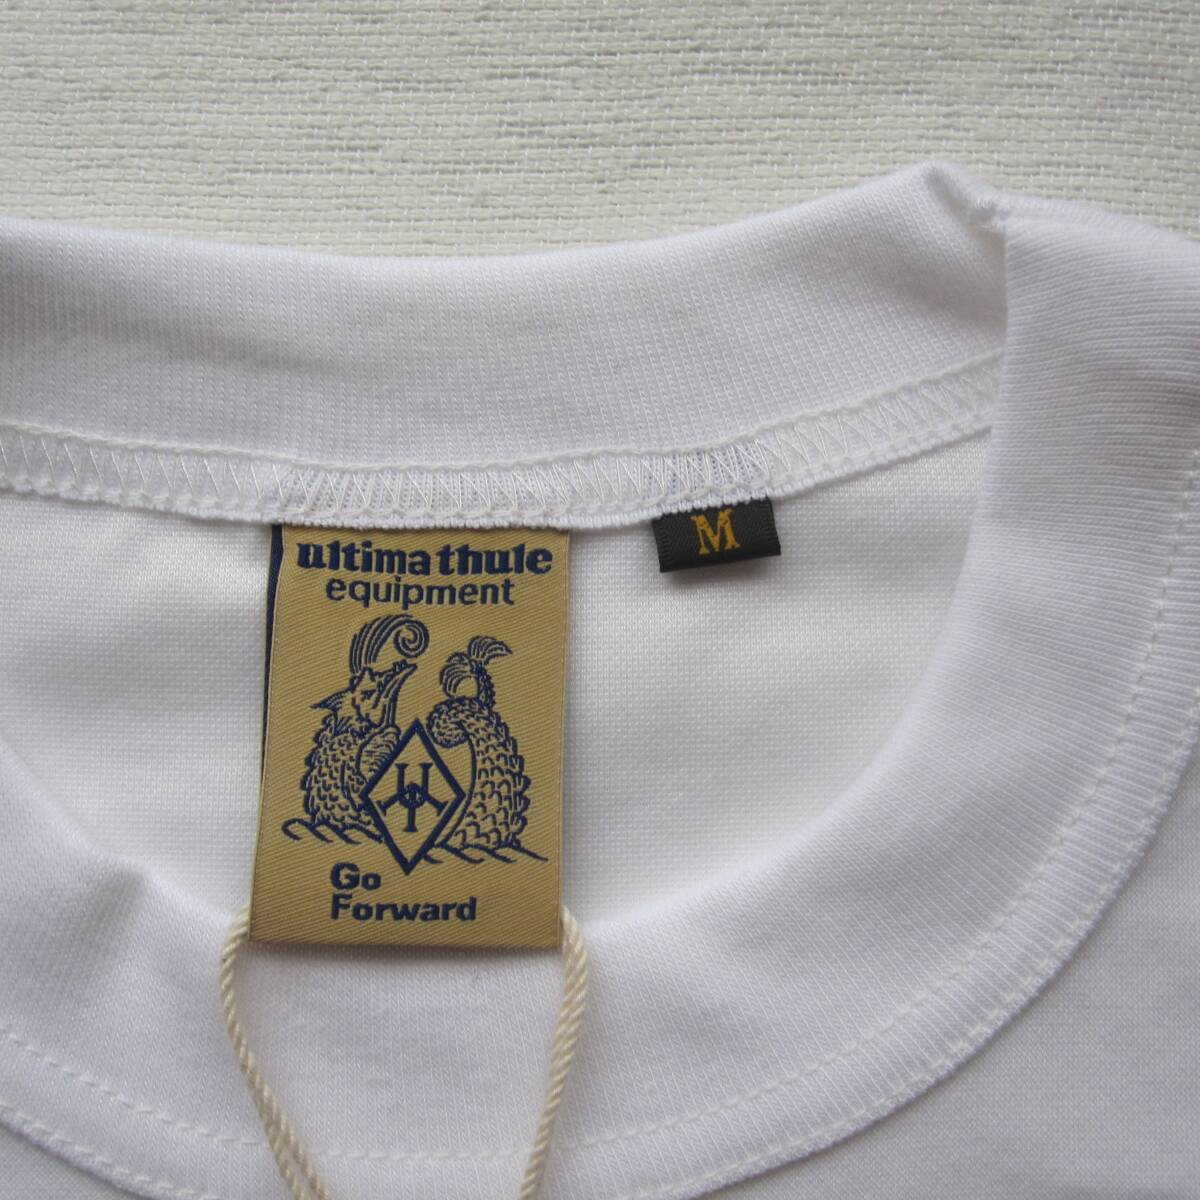 ultima thule
equipment
M
Go
Forward